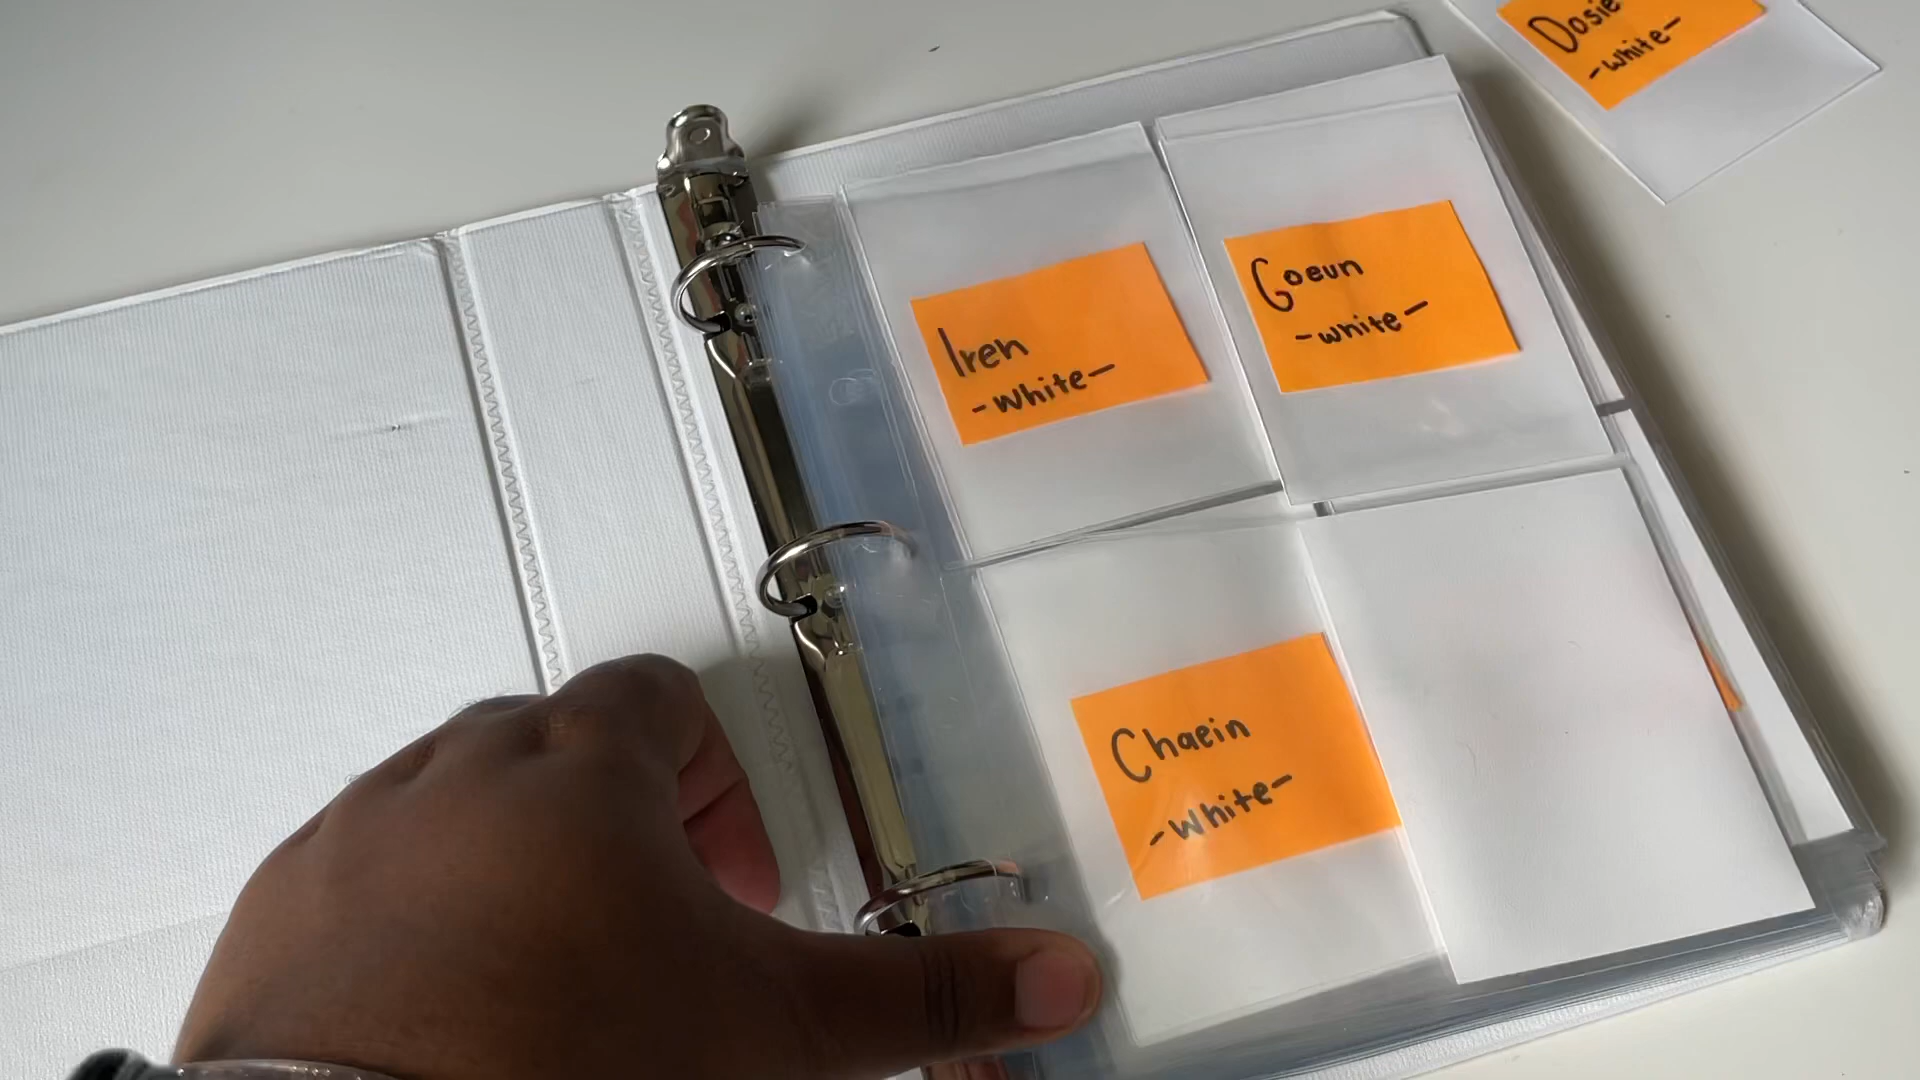 Dosie
-white-
Iren
-white-
Goeun
-white-
Chaein
-white-